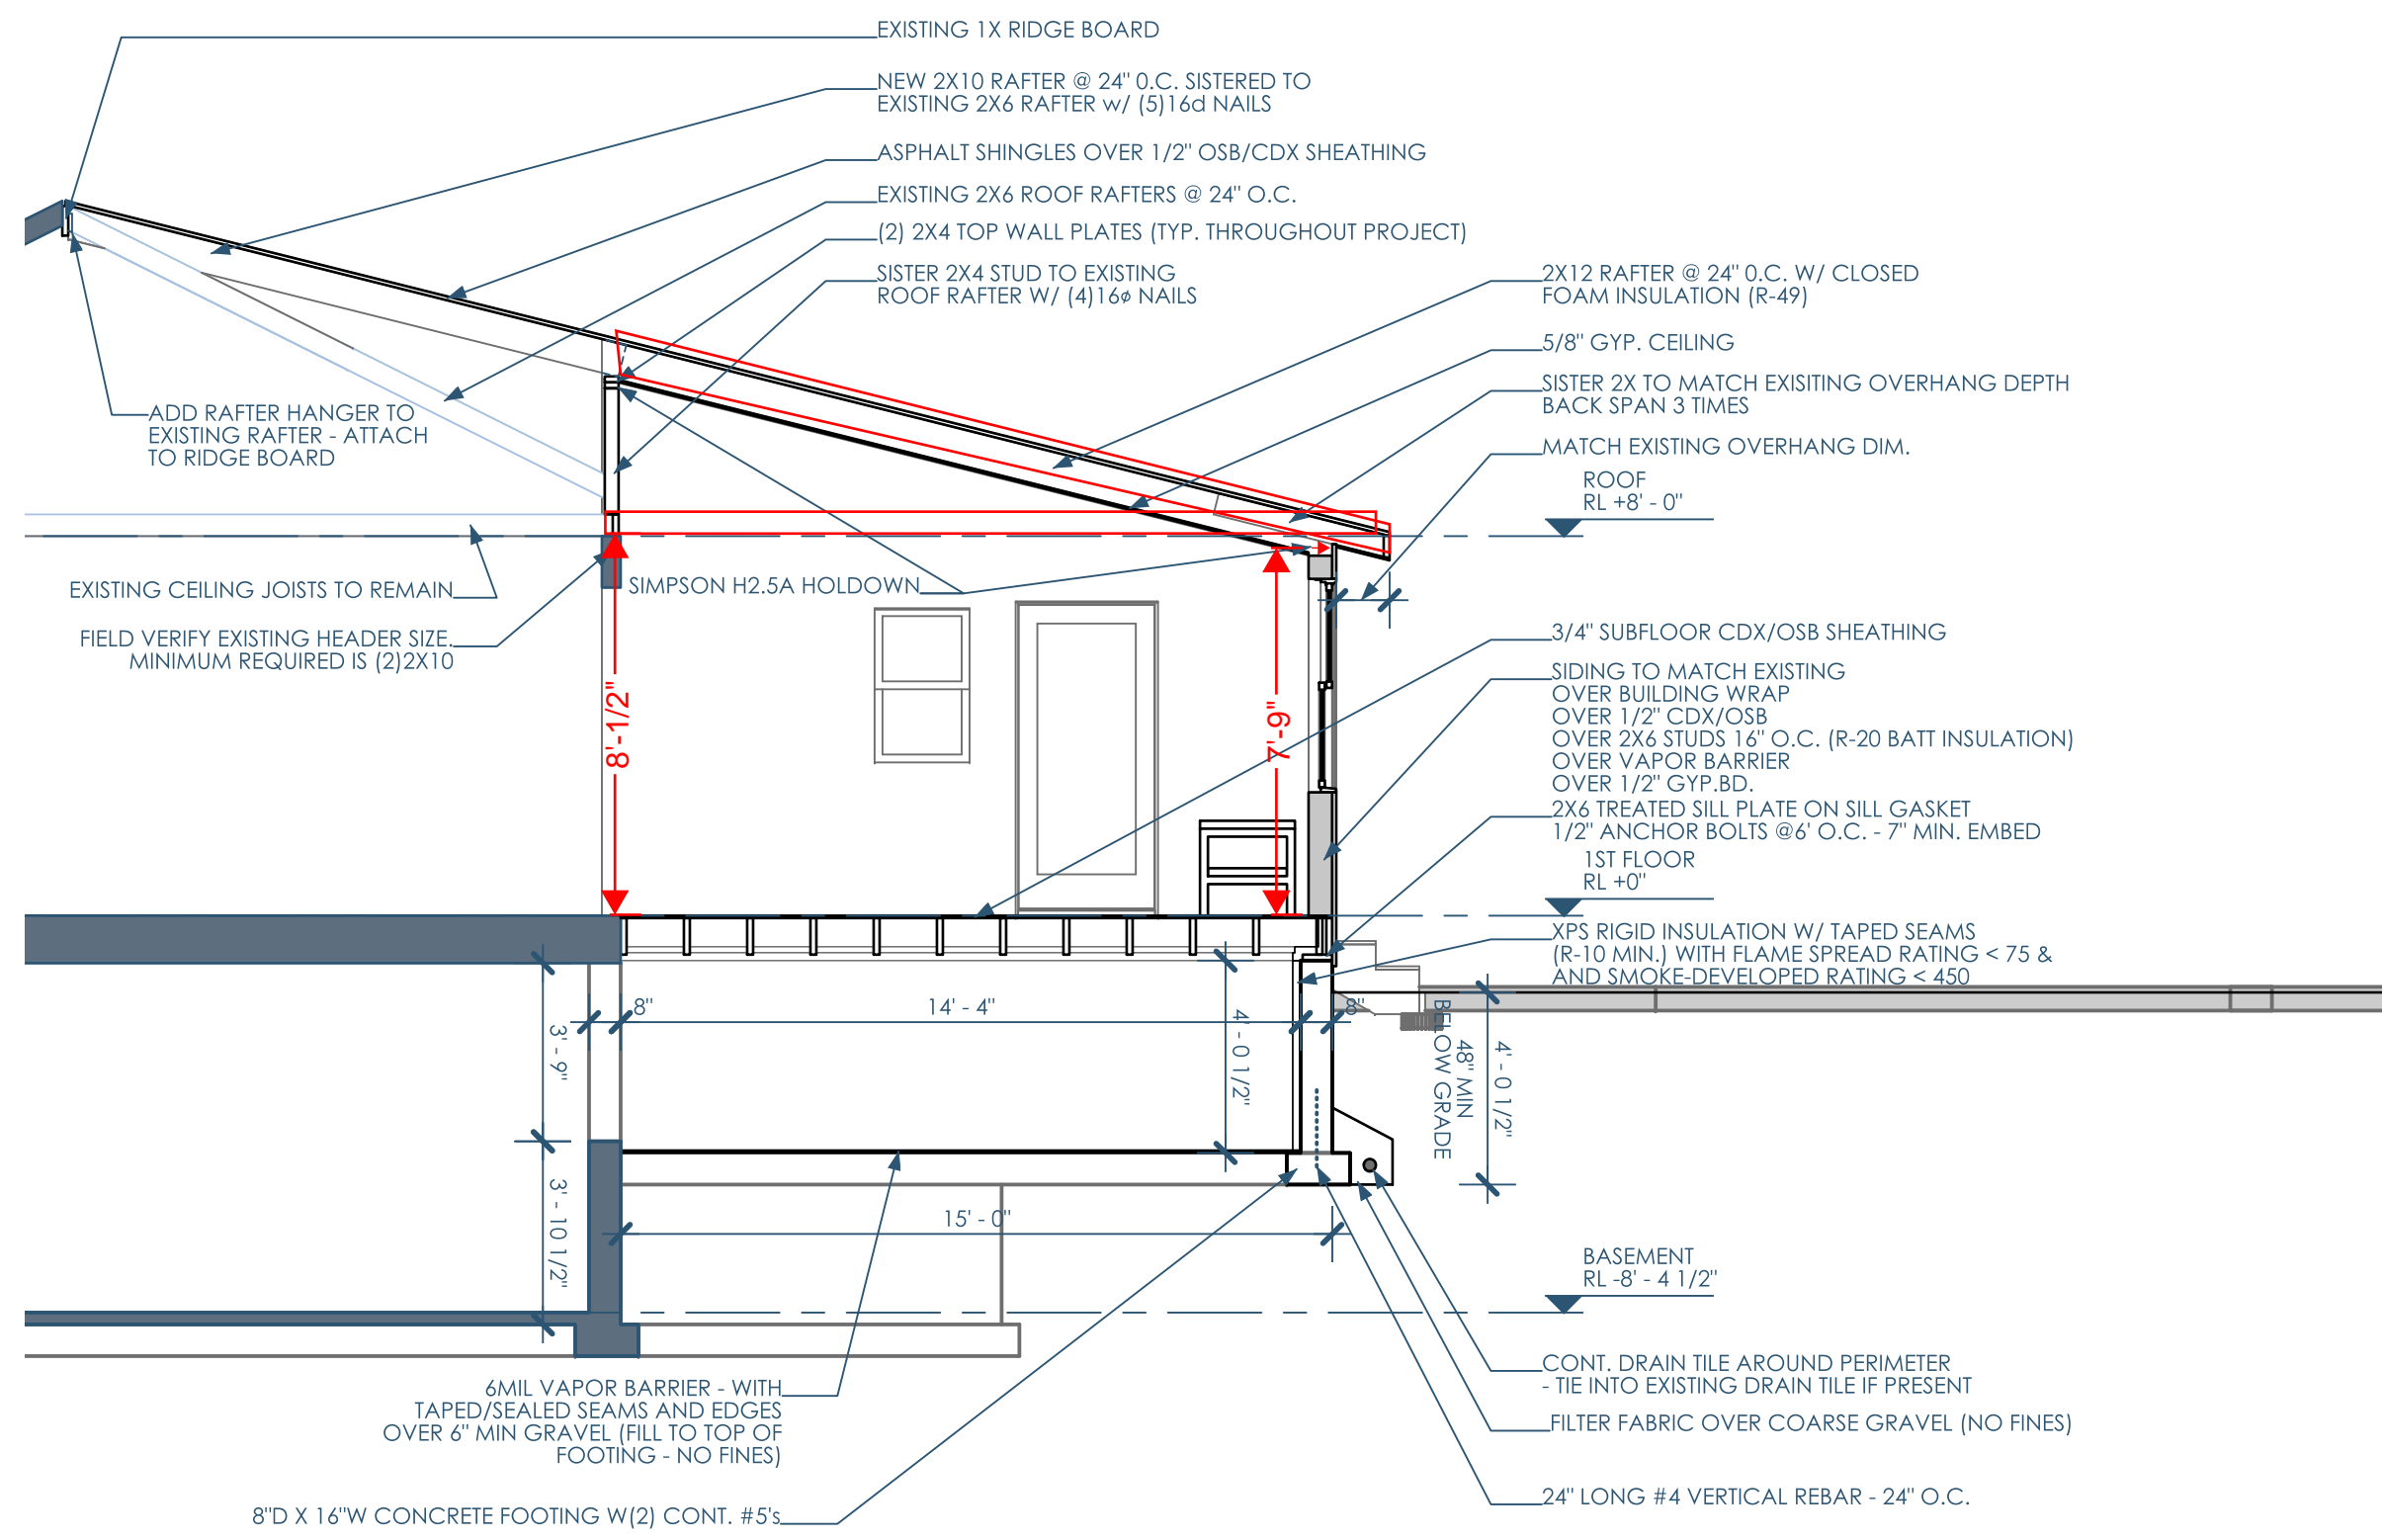 EXISTING 1X RIDGE BOARD
NEW 2X10 RAFTER @ 24" 0.C. SISTERED TO
EXISTING 2X6 RAFTER w/ (5)16d NAILS
ASPHALT SHINGLES OVER 1/2" OSB/CDX SHEATHING
EXISTING 2X6 ROOF RAFTERS @ 24" O.C.
(2) 2X4 TOP WALL PLATES (TYP. THROUGHOUT PROJECT)
SISTER 2X4 STUD TO EXISTING
ROOF RAFTER W/ (4)16ø NAILS
2X12 RAFTER @ 24" 0.C. W/ CLOSED
FOAM INSULATION (R-49)
5/8" GYP. CEILING
SISTER 2X TO MATCH EXISITING OVERHANG DEPTH
BACK SPAN 3 TIMES
MATCH EXISTING OVERHANG DIM.
ROOF
RL +8' - 0"
ADD RAFTER HANGER TO
EXISTING RAFTER - ATTACH
TO RIDGE BOARD
EXISTING CEILING JOISTS TO REMAIN
SIMPSON H2.5A HOLDOWN
FIELD VERIFY EXISTING HEADER SIZE.
MINIMUM REQUIRED IS (2)2X10
8'-1/2"
7'-9"
3/4" SUBFLOOR CDX/OSB SHEATHING
SIDING TO MATCH EXISTING
OVER BUILDING WRAP
OVER 1/2" CDX/OSB
OVER 2X6 STUDS 16" O.C. (R-20 BATT INSULATION)
OVER VAPOR BARRIER
OVER 1/2" GYP.BD.
2X6 TREATED SILL PLATE ON SILL GASKET
1/2" ANCHOR BOLTS @6' O.C. - 7" MIN. EMBED
1ST FLOOR
RL +0"
XPS RIGID INSULATION W/ TAPED SEAMS
(R-10 MIN.) WITH FLAME SPREAD RATING < 75 &
AND SMOKE-DEVELOPED RATING < 450
8"
14' - 4"
8"
3' - 9"
4' - 0 1/2"
4' - 0 1/2"
48" MIN
BELOW GRADE
3' - 10 1/2"
15' - 0"
BASEMENT
RL -8' - 4 1/2"
6MIL VAPOR BARRIER - WITH
TAPED/SEALED SEAMS AND EDGES
OVER 6" MIN GRAVEL (FILL TO TOP OF
FOOTING - NO FINES)
CONT. DRAIN TILE AROUND PERIMETER
- TIE INTO EXISTING DRAIN TILE IF PRESENT
FILTER FABRIC OVER COARSE GRAVEL (NO FINES)
24" LONG #4 VERTICAL REBAR - 24" O.C.
8"D X 16"W CONCRETE FOOTING W(2) CONT. #5's